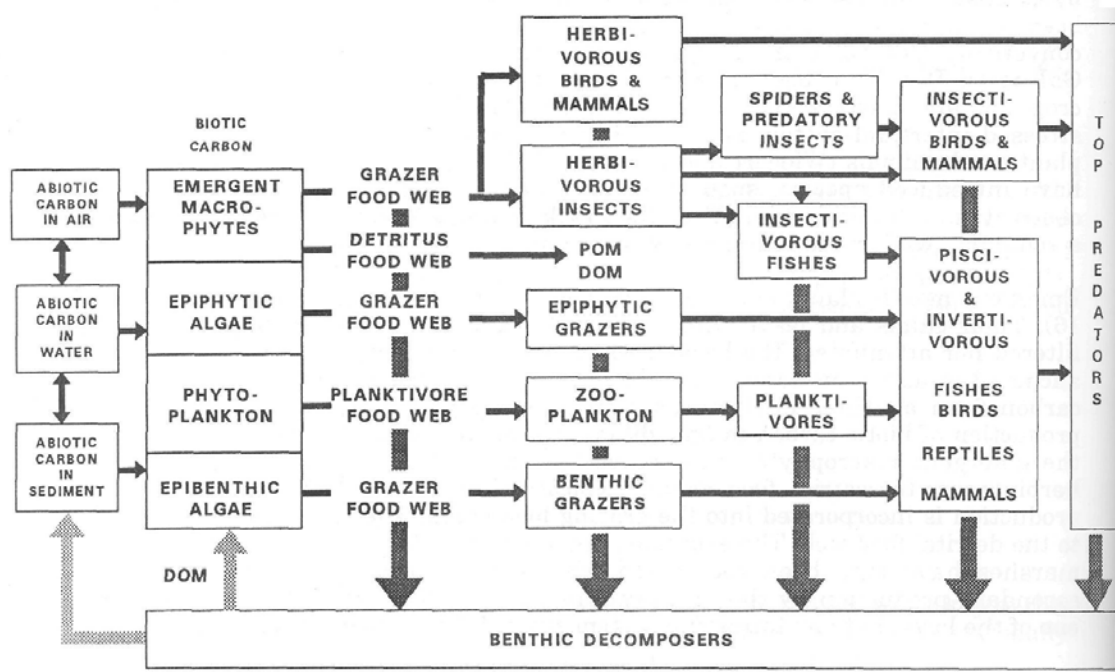 BIOTIC
CARBON
ABIOTIC
CARBON
IN AIR
ABIOTIC
CARBON
IN
WATER
ABIOTIC
CARBON
IN
SEDIMENT
EMERGENT
MACRO-
PHYTES
EPIPHYTIC
ALGAE
PHYTO-
PLANKTON
EPIBENTHIC
ALGAE
GRAZER
FOOD WEB
DETRITUS
FOOD WEB
GRAZER
FOOD WEB
PLANKTIVORE
FOOD WEB
GRAZER
FOOD WEB
HERBI-
VOROUS
BIRDS &
MAMMALS
HERBI-
VOROUS
INSECTS
POM
DOM
EPIPHYTIC
GRAZERS
ZOO-
PLANKTON
BENTHIC
GRAZERS
SPIDERS &
PREDATORY
INSECTS
INSECTI-
VOROUS
FISHES
PLANKTI-
VORES
INSECTI-
VOROUS
BIRDS &
MAMMALS
PISCI-
VOROUS
&
INVERTI-
VOROUS
FISHES
BIRDS
REPTILES
MAMMALS
TOP PREDATORS
DOM
BENTHIC DECOMPOSERS